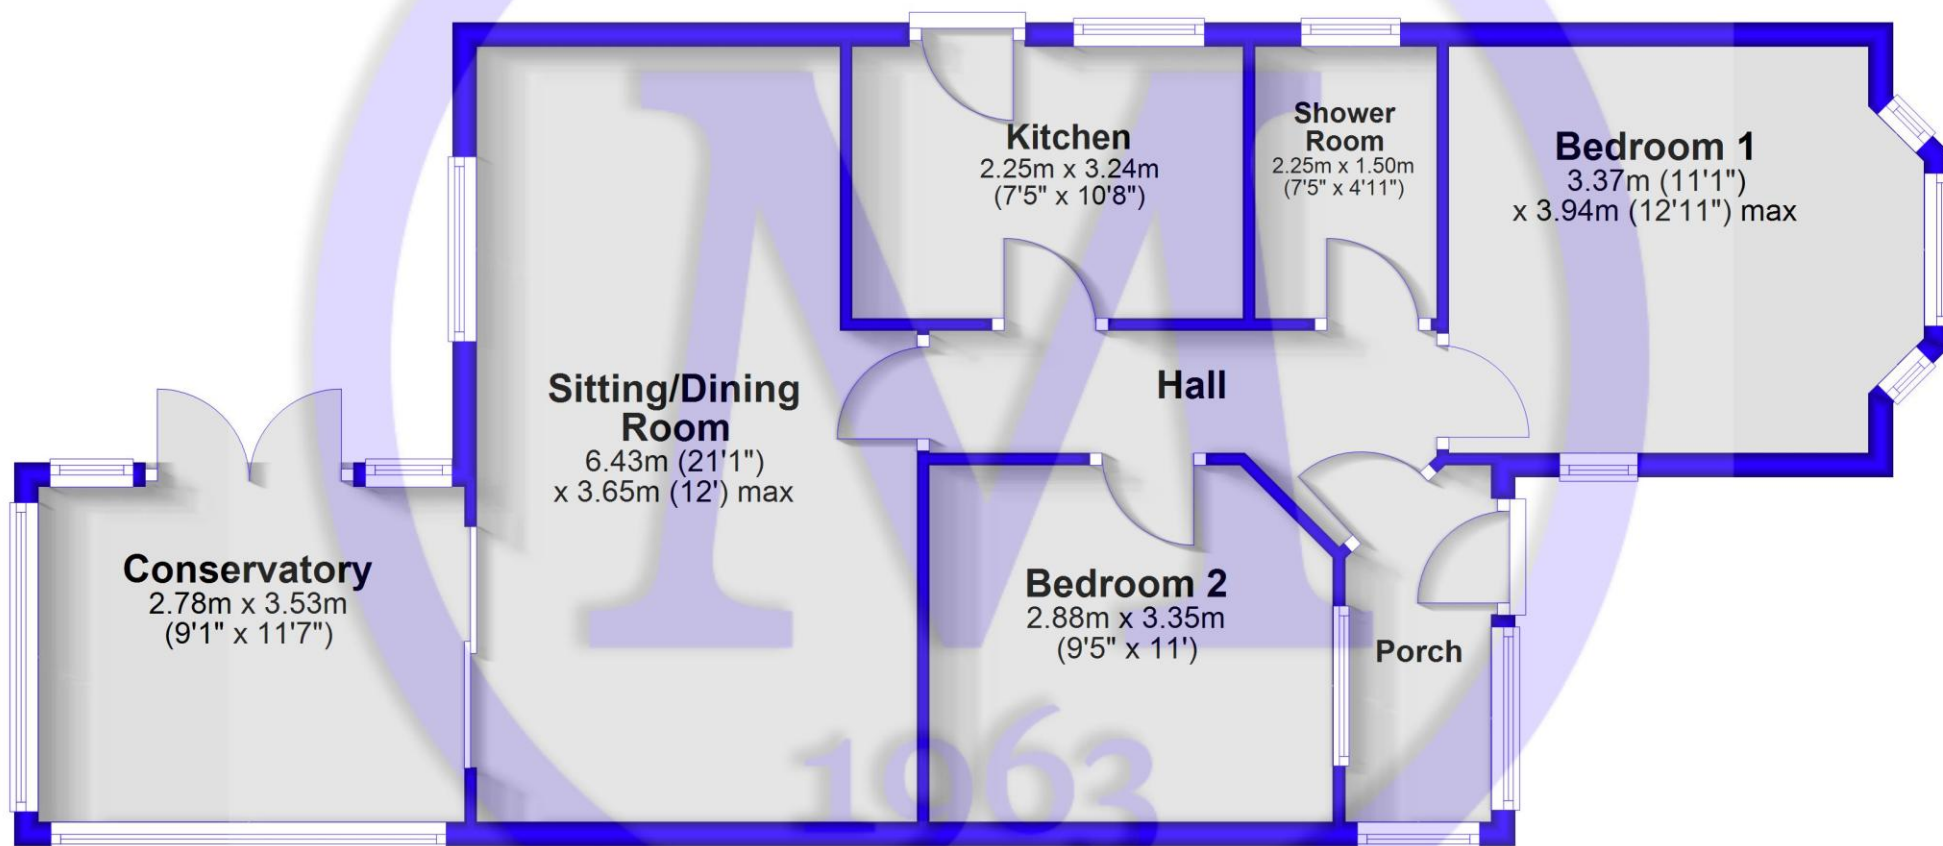 Kitchen
2.25m x 3.24m
(7'5" x 10'8")
Shower
Room
2.25m x 1.50m
(7'5" x 4'11")
Bedroom 1
3.37m (11'1")
x 3.94m (12'11") max
Sitting/Dining
Room
6.43m (21'1")
x 3.65m (12') max
Hall
Conservatory
2.78m x 3.53m
(9'1" x 11'7")
Bedroom 2
2.88m x 3.35m
(9'5" x 11')
Porch
M
1963